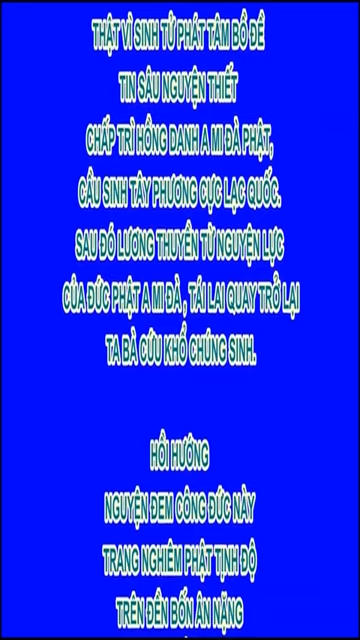 THẬT VÌ SINH TỬ PHÁT TÂM BỒ ĐỀ
TIN SÂU NGUYỆN THIẾT
CHẤP TRÌ HỒNG DANH A MI ĐÀ PHẬT,
CẦU SINH TÂY PHƯƠNG CỰC LẠC QUỐC.
SAU ĐÓ LƯƠNG THUYỀN TỪ NGUYỆN LỰC
CỦA ĐỨC PHẬT A MI ĐÀ , TÁI LAI QUAY TRỞ LẠI
TA BÀ CỨU KHỔ CHÚNG SINH.
HỒI HƯỚNG
NGUYỆN ĐEM CÔNG ĐỨC NÀY
TRANG NGHIÊM PHẬT TỊNH ĐỘ
TRÊN ĐỀN BỐN ÂN NẶNG